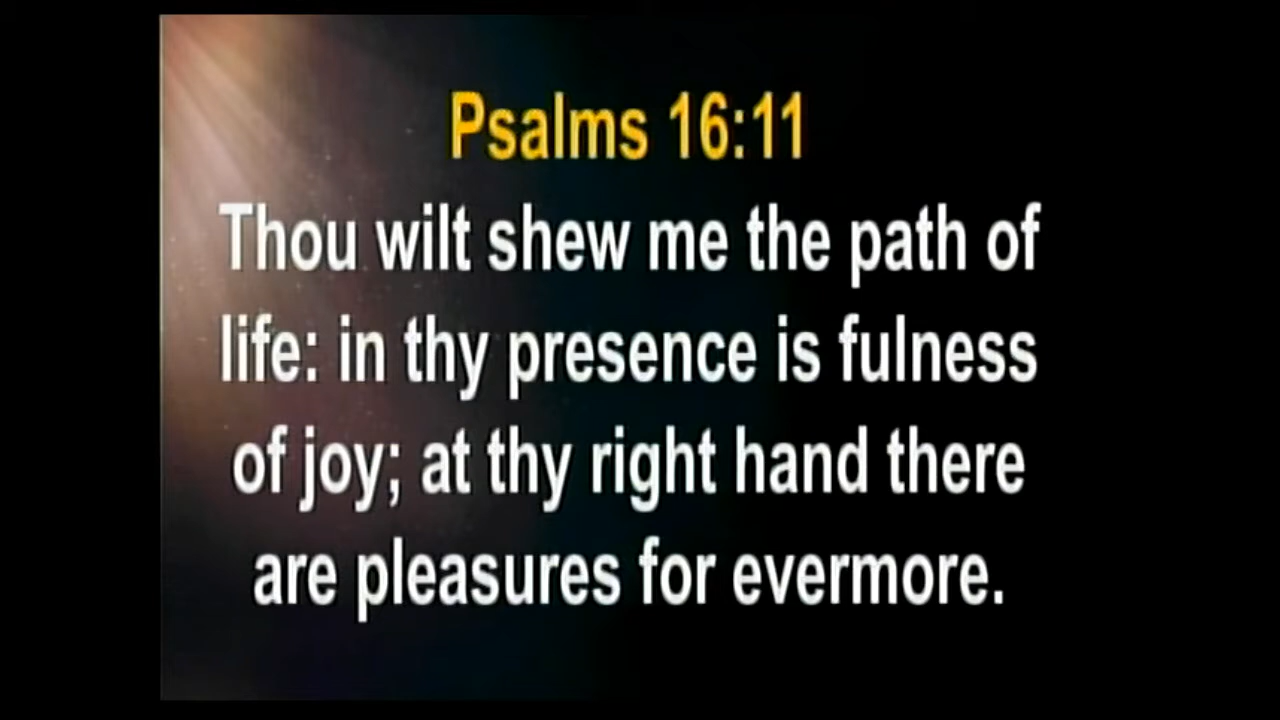 Psalms 16:11
Thou wilt shew me the path of
life: in thy presence is fulness
of joy; at thy right hand there
are pleasures for evermore.